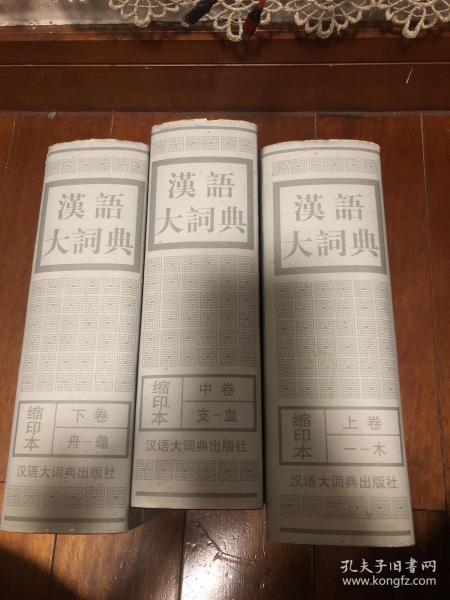 漢語
大詞典
缩印本
下卷
舟—龜
汉语大词典出版社
漢語
大詞典
缩印本
中卷
支—血
汉语大词典出版社
漢語
大詞典
缩印本
上卷
一—木
汉语大词典出版社
孔夫子旧书网
www.kongfz.com